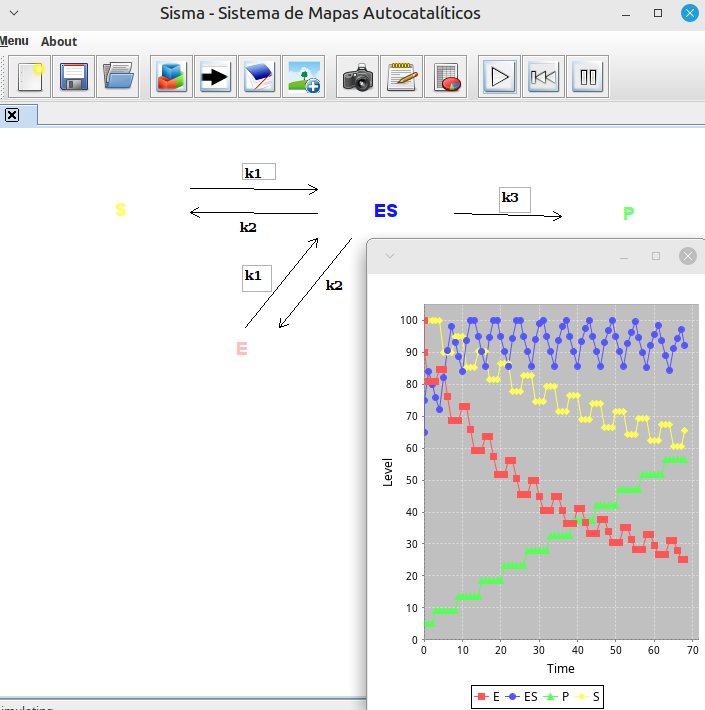 Sisma - Sistema de Mapas Autocatalíticos
Menu About
k1
S
ES
k3
P
k2
k1
k2
E
100
90
80
70
60
50
40
30
20
10
0
Level
0 10 20 30 40 50 60 70
Time
E ES P S